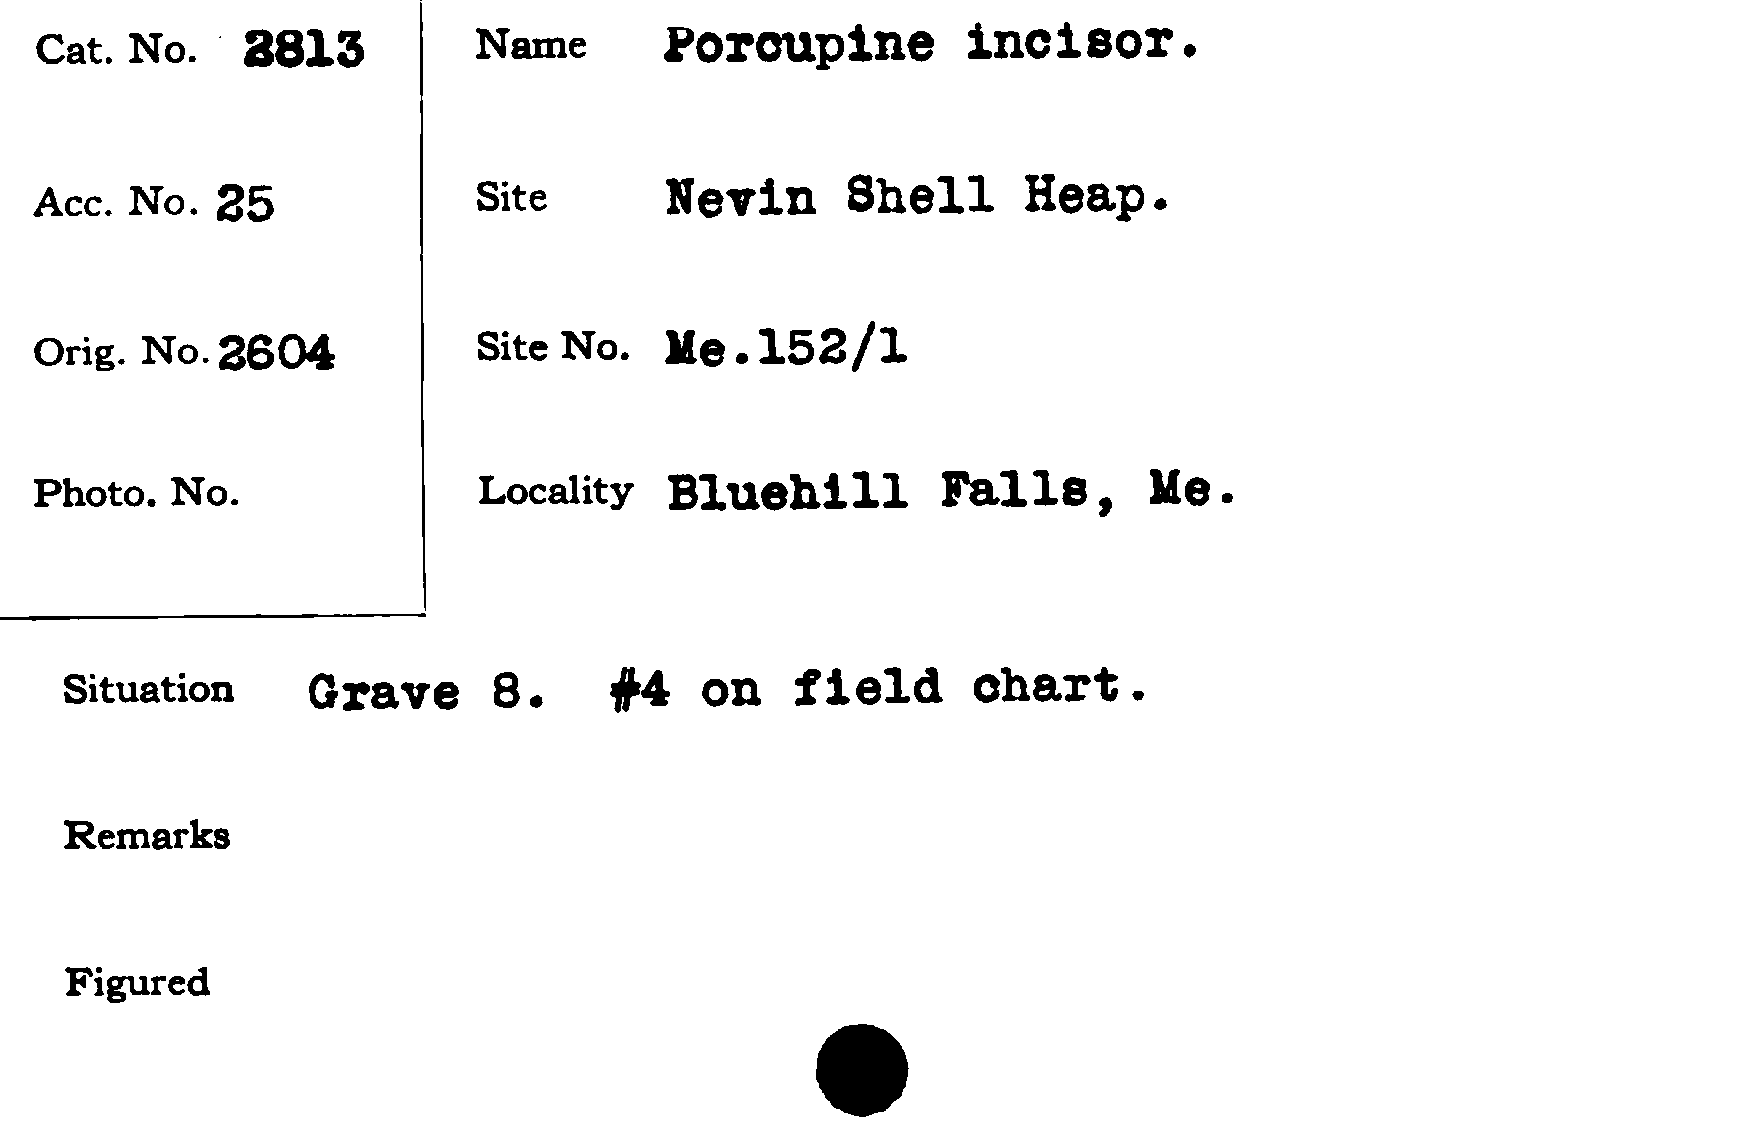 Cat. No. 3813
Name Porcupine incisor.
Acc. No. 25
Site Nevin Shell Heap.
Orig. No. 2604
Site No. Me.152/1
Photo. No.
Locality Bluehill Falls, Me.
Situation Grave 8. #4 on field chart.
Remarks
Figured